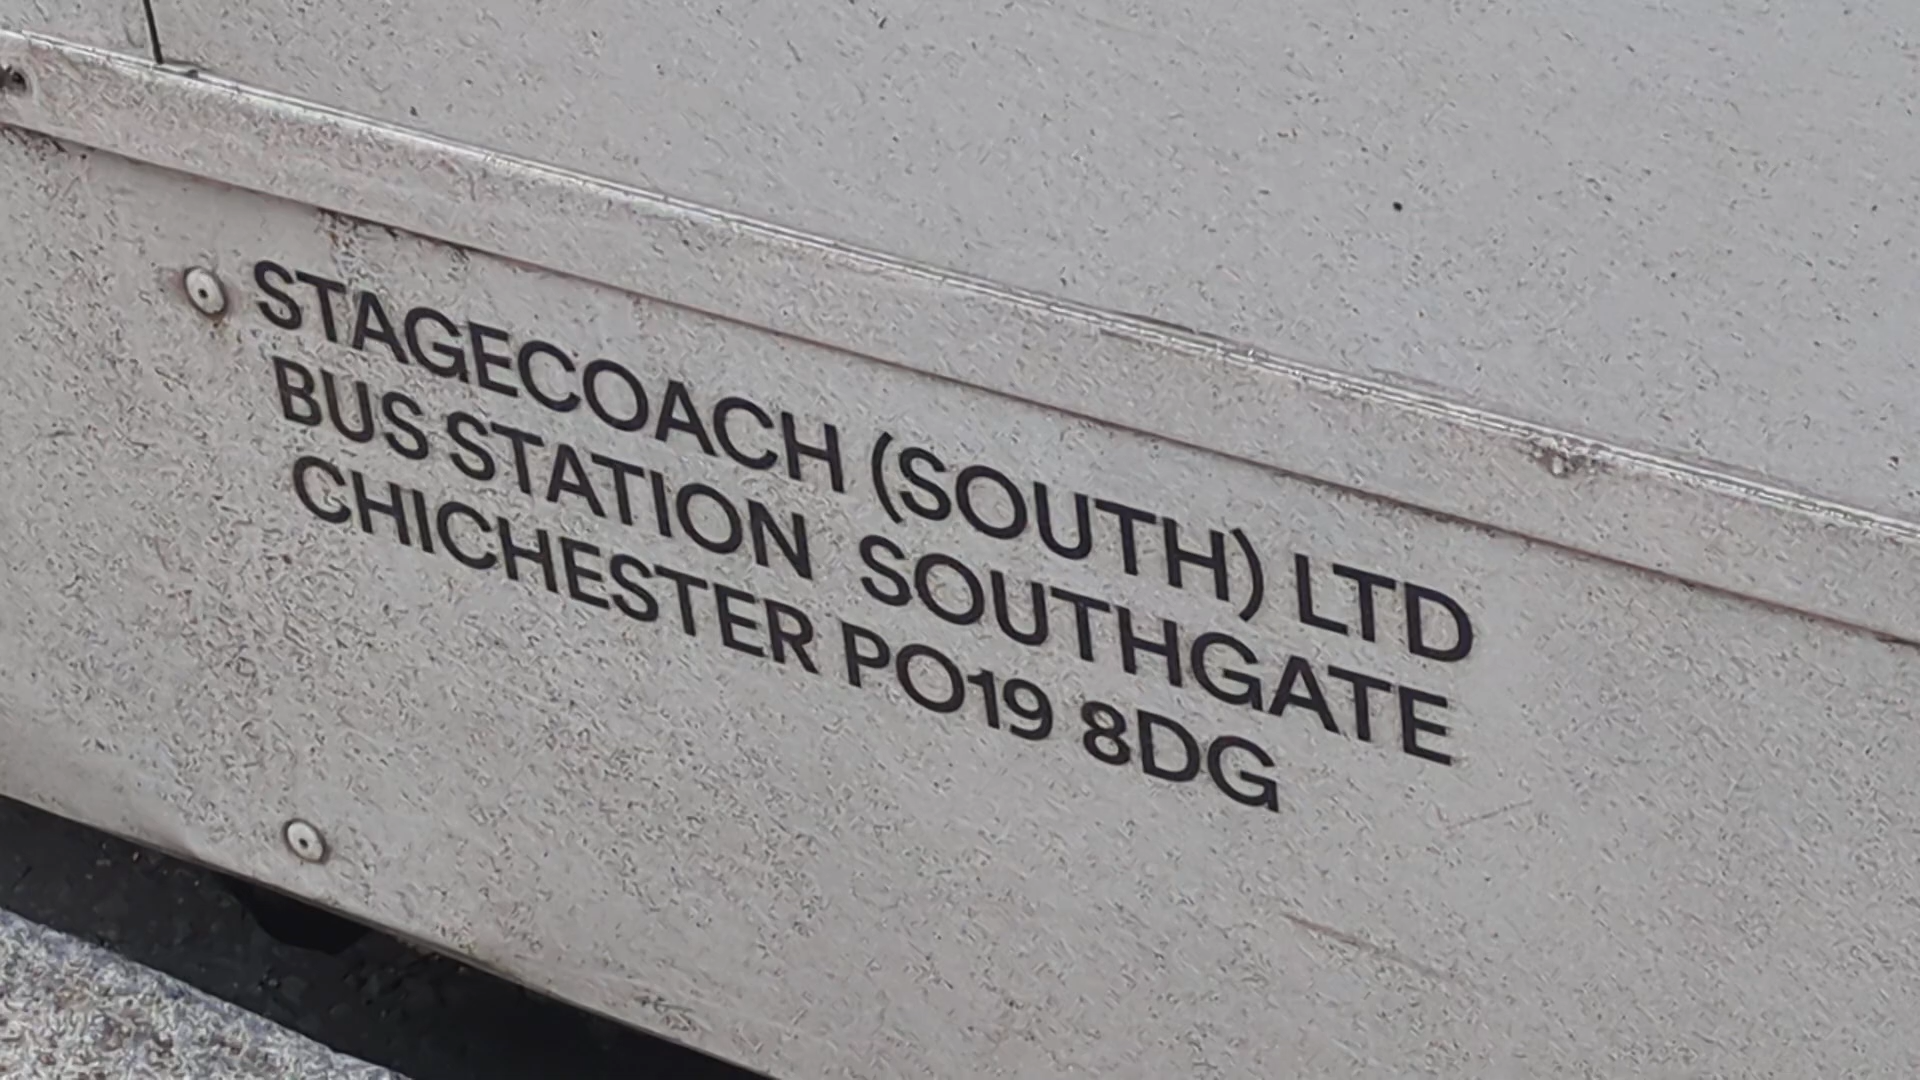 STAGECOACH (SOUTH) LTD
BUS STATION SOUTHGATE
CHICHESTER PO19 8DG